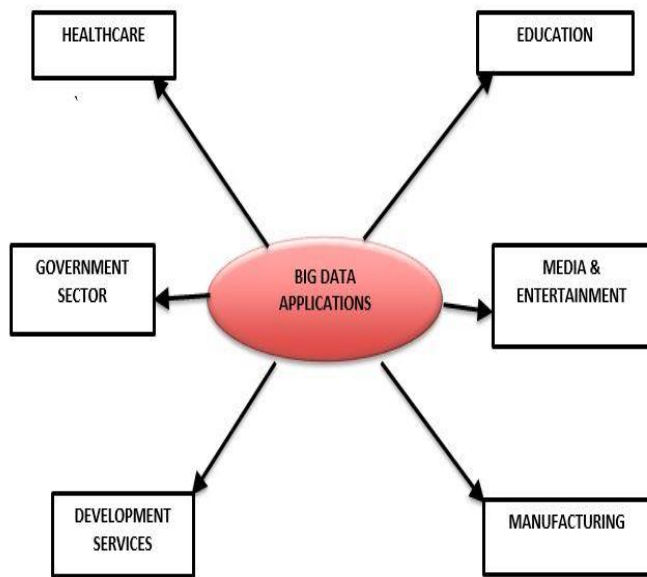 HEALTHCARE
EDUCATION
GOVERNMENT
SECTOR
BIG DATA
APPLICATIONS
MEDIA &
ENTERTAINMENT
DEVELOPMENT
SERVICES
MANUFACTURING